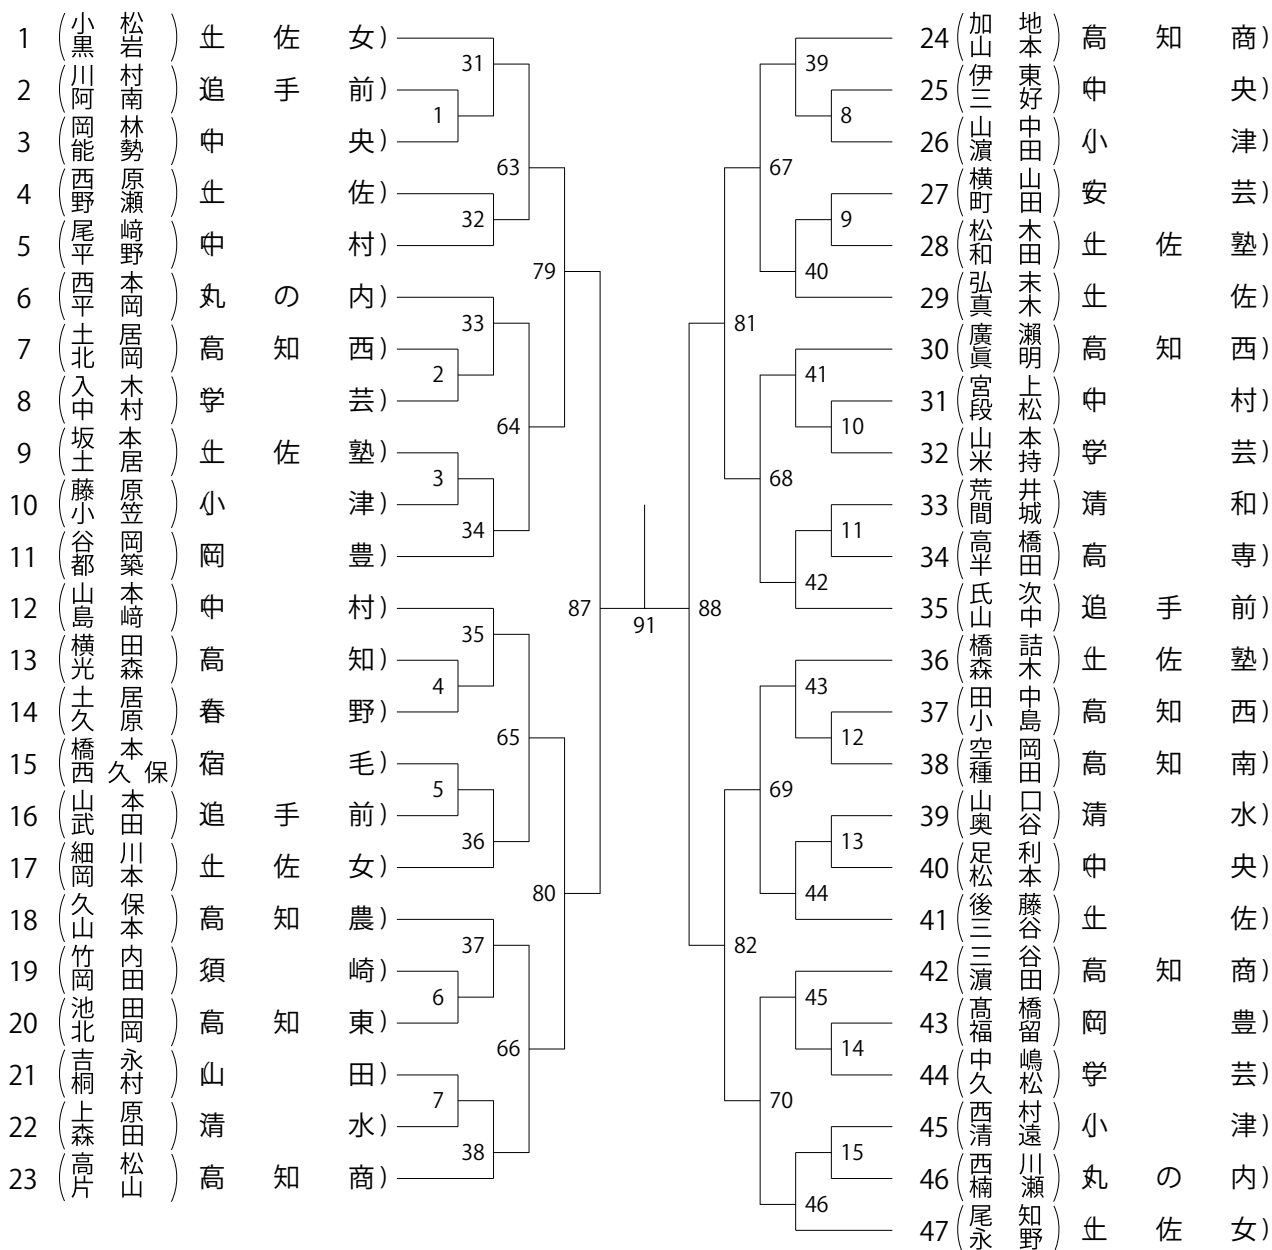 1 (小松 黒岩) (土佐女)
2 (川村 阿南) (追手前)
3 (岡林 能勢) (中央)
4 (西原 野瀬) (土佐)
5 (尾﨑 平野) (中村)
6 (西本 平岡) (丸の内)
7 (土居 北岡) (高知西)
8 (入木 中村) (学芸)
9 (坂本 土居) (土佐塾)
10 (藤原 小笠) (小津)
11 (谷岡 都築) (岡豊)
12 (山本 島﨑) (中村)
13 (横田 光森) (高知)
14 (土居 久原) (春野)
15 (橋本 西久保) (宿毛)
16 (山本 武田) (追手前)
17 (細川 岡本) (土佐女)
18 (久保 山本) (高知農)
19 (竹内 岡田) (須崎)
20 (池田 北岡) (高知東)
21 (吉永 桐村) (山田)
22 (上原 森田) (清水)
23 (高松 片山) (高知商)
31
1
63
32
79
33
2
64
3
34
87
35
4
65
5
36
80
37
6
66
7
38
91
39
8
67
9
40
81
41
10
68
11
42
88
43
12
69
13
44
82
45
14
70
15
46
24 (加地 山本) (高知商)
25 (伊東 三好) (中央)
26 (山中 濵田) (小津)
27 (横山 町田) (安芸)
28 (松木 和田) (土佐塾)
29 (弘末 真木) (土佐)
30 (廣瀬 眞明) (高知西)
31 (宮上 段松) (中村)
32 (山本 米持) (学芸)
33 (荒井 間城) (清和)
34 (高橋 半田) (高専)
35 (氏次 山中) (追手前)
36 (橋詰 森木) (土佐塾)
37 (田中 小島) (高知西)
38 (空岡 種田) (高知南)
39 (山口 奥谷) (清水)
40 (足利 松本) (中央)
41 (後藤 三谷) (土佐)
42 (三谷 濵田) (高知商)
43 (髙橋 福留) (岡豊)
44 (中嶋 久松) (学芸)
45 (西村 清遠) (小津)
46 (西川 楠瀬) (丸の内)
47 (尾知 永野) (土佐女)